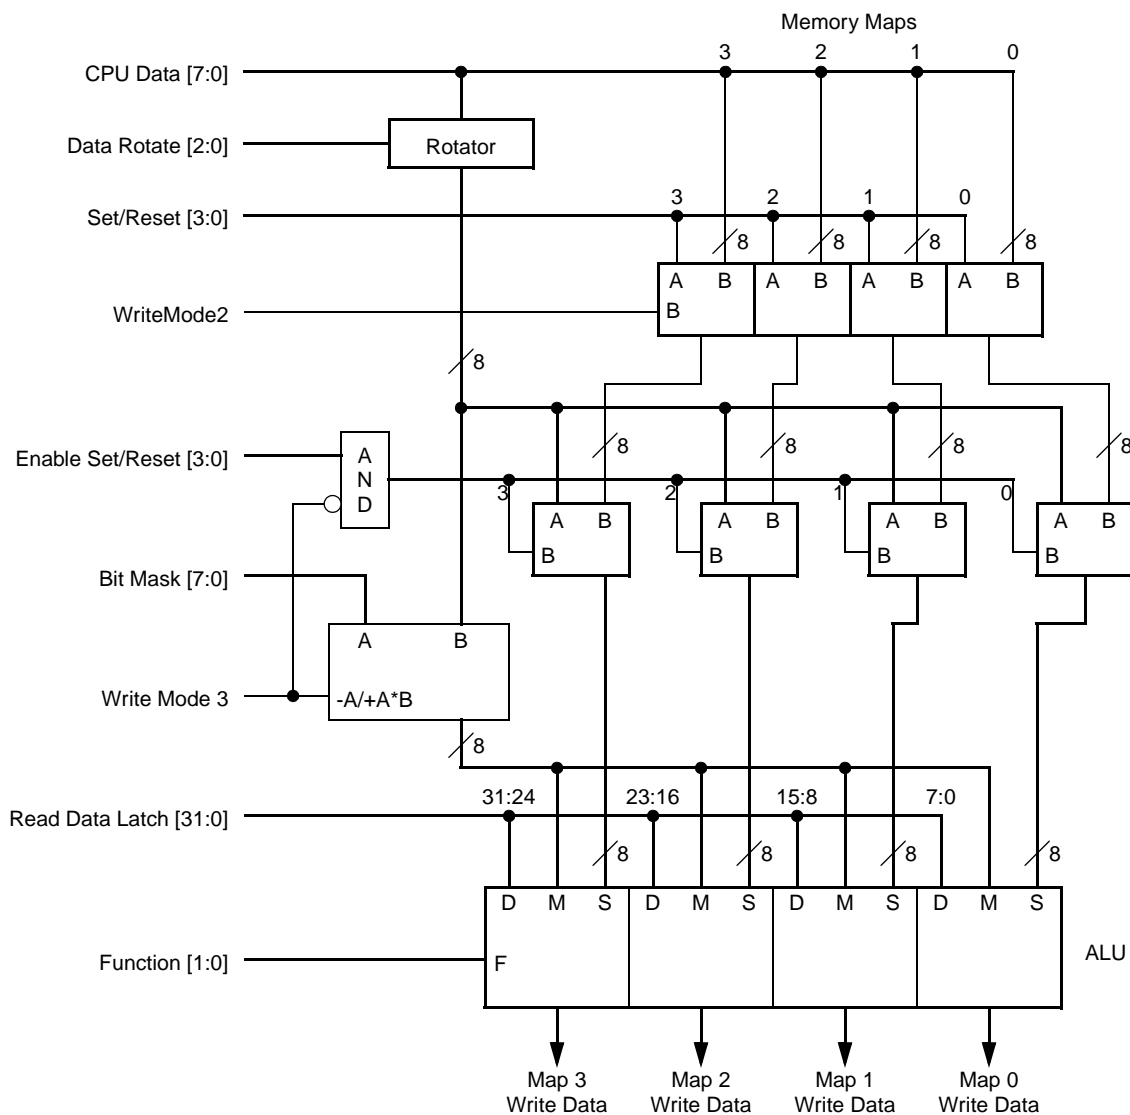 Memory Maps
3 2 1 0
CPU Data [7:0]
Data Rotate [2:0]
Rotator
Set/Reset [3:0]
3 2 1 0
8 8 8 8
A B A B A B A B
WriteMode2
B
8
Enable Set/Reset [3:0]
A
N
D
8 8 8 8
3 2 1 0
A B A B A B A B
B B B B
Bit Mask [7:0]
A B
Write Mode 3
-A/+A*B
8
31:24 23:16 15:8 7:0
Read Data Latch [31:0]
8 8 8 8
D M S D M S D M S D M S
Function [1:0]
F
ALU
Map 3 Map 2 Map 1 Map 0
Write Data Write Data Write Data Write Data